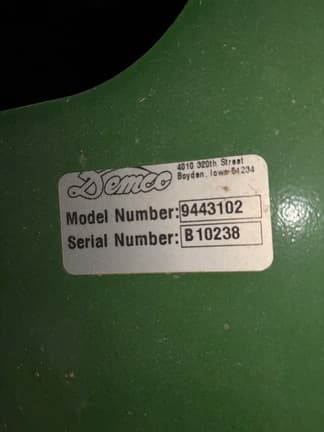 Demco
4010 320th Street
Boyden, Iowa 51234
Model Number: 9443102
Serial Number: B10238